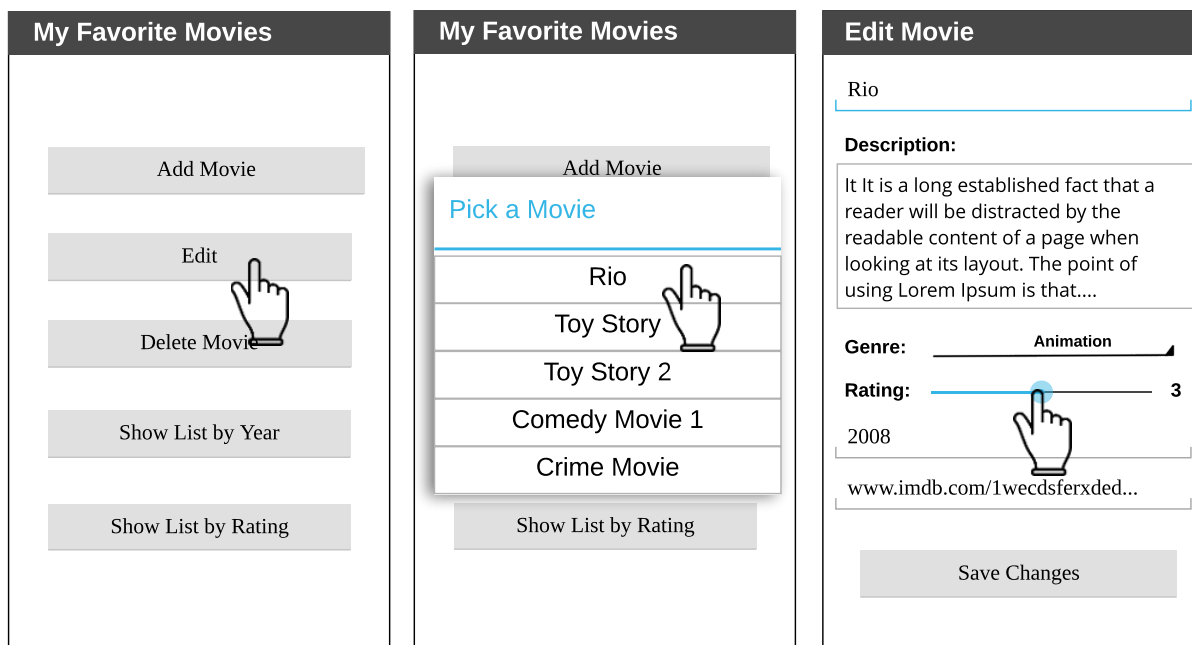 My Favorite Movies
Add Movie
Edit
Delete Movie
Show List by Year
Show List by Rating
My Favorite Movies
Add Movie
Pick a Movie
Rio
Toy Story
Toy Story 2
Comedy Movie 1
Crime Movie
Show List by Rating
Edit Movie
Rio
Description:
It It is a long established fact that a
reader will be distracted by the
readable content of a page when
looking at its layout. The point of
using Lorem Ipsum is that....
Genre: Animation
Rating: 3
2008
www.imdb.com/1wecdsferxded...
Save Changes